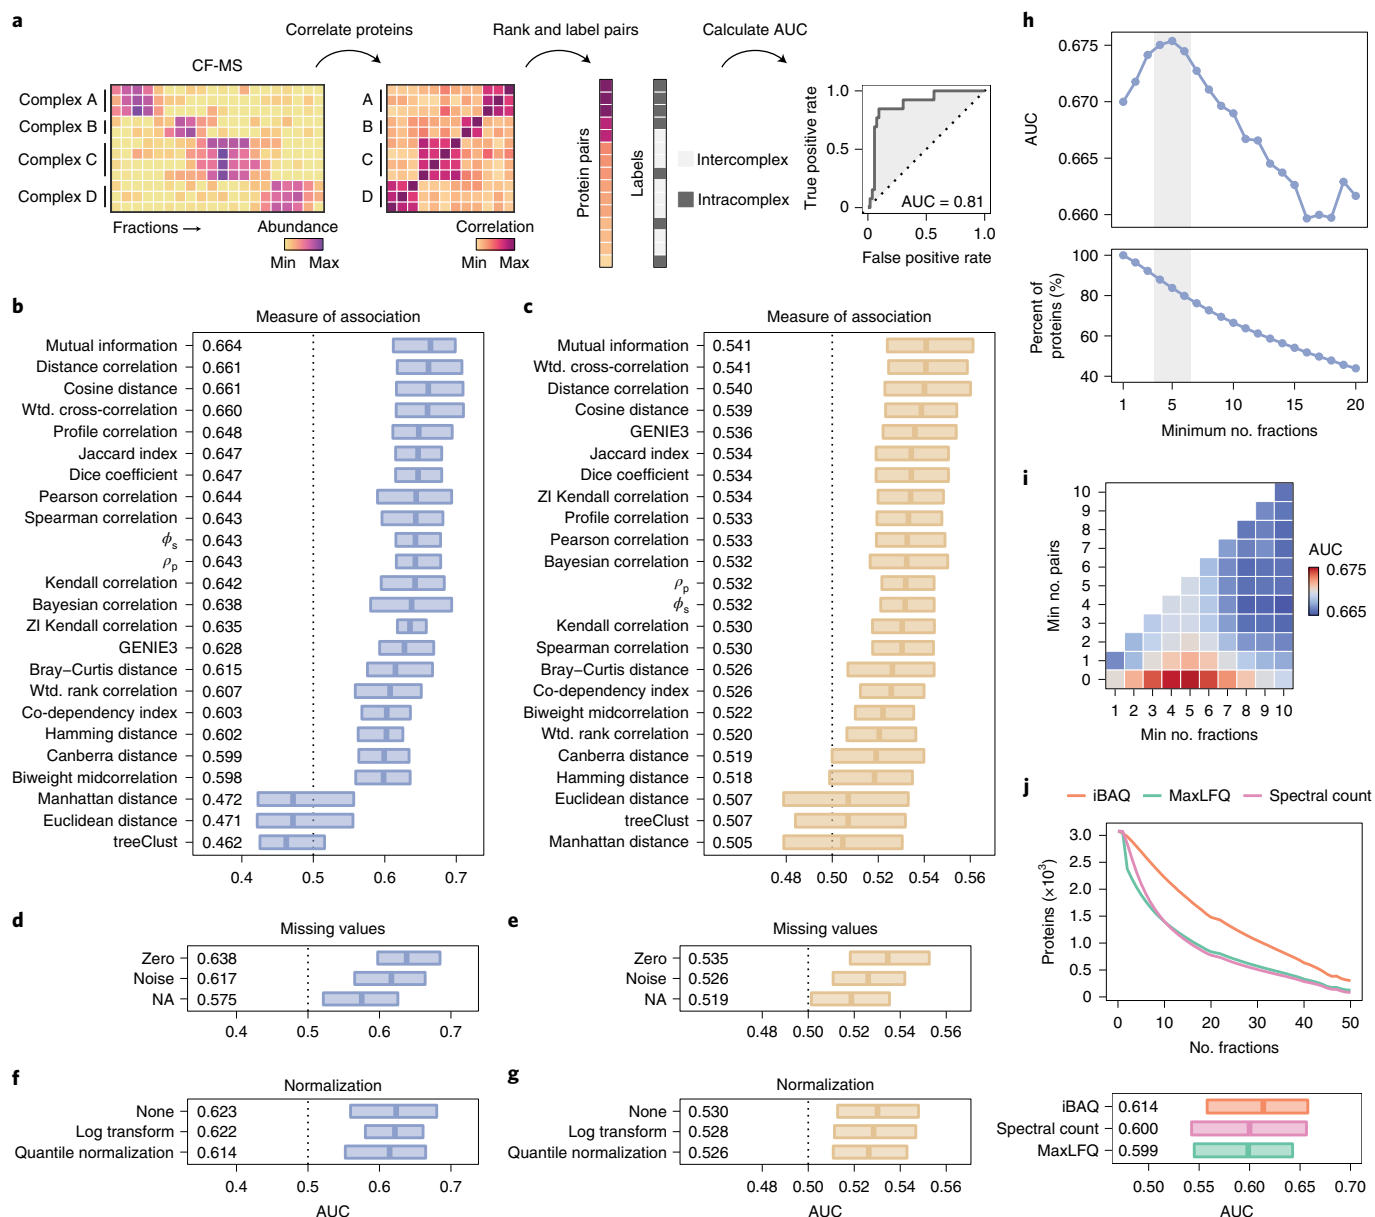 a
Correlate proteins
Rank and label pairs
Calculate AUC
CF-MS
Complex A
Complex B
Complex C
Complex D
Fractions →
Abundance
Min Max
A
B
C
D
Correlation
Min Max
Protein pairs
Labels
Intercomplex
Intracomplex
True positive rate
1.0
0.5
0
AUC = 0.81
0 0.5 1.0
False positive rate
b
Measure of association
Mutual information 0.664
Distance correlation 0.661
Cosine distance 0.661
Wtd. cross-correlation 0.660
Profile correlation 0.648
Jaccard index 0.647
Dice coefficient 0.647
Pearson correlation 0.644
Spearman correlation 0.643
ϕs 0.643
ρp 0.643
Kendall correlation 0.642
Bayesian correlation 0.638
ZI Kendall correlation 0.635
GENIE3 0.628
Bray–Curtis distance 0.615
Wtd. rank correlation 0.607
Co-dependency index 0.603
Hamming distance 0.602
Canberra distance 0.599
Biweight midcorrelation 0.598
Manhattan distance 0.472
Euclidean distance 0.471
treeClust 0.462
0.4 0.5 0.6 0.7
c
Measure of association
Mutual information 0.541
Wtd. cross-correlation 0.541
Distance correlation 0.540
Cosine distance 0.539
GENIE3 0.536
Jaccard index 0.534
Dice coefficient 0.534
ZI Kendall correlation 0.534
Profile correlation 0.533
Pearson correlation 0.533
Bayesian correlation 0.532
ρp 0.532
ϕs 0.532
Kendall correlation 0.530
Spearman correlation 0.530
Bray–Curtis distance 0.526
Co-dependency index 0.526
Biweight midcorrelation 0.522
Wtd. rank correlation 0.520
Canberra distance 0.519
Hamming distance 0.518
Euclidean distance 0.507
treeClust 0.507
Manhattan distance 0.505
0.48 0.50 0.52 0.54 0.56
d
Missing values
Zero 0.638
Noise 0.617
NA 0.575
0.4 0.5 0.6 0.7
e
Missing values
Zero 0.535
Noise 0.526
NA 0.519
0.48 0.50 0.52 0.54 0.56
f
Normalization
None 0.623
Log transform 0.622
Quantile normalization 0.614
0.4 0.5 0.6 0.7
AUC
g
Normalization
None 0.530
Log transform 0.528
Quantile normalization 0.526
0.48 0.50 0.52 0.54 0.56
AUC
h
AUC
0.675
0.670
0.665
0.660
Percent of
proteins (%)
100
80
60
40
1 5 10 15 20
Minimum no. fractions
i
Min no. pairs
10
9
8
7
6
5
4
3
2
1
0
1 2 3 4 5 6 7 8 9 10
Min no. fractions
AUC
0.675
0.665
j
iBAQ MaxLFQ Spectral count
Proteins (×10³)
3.0
2.5
2.0
1.5
1.0
0.5
0
0 10 20 30 40 50
No. fractions
iBAQ 0.614
Spectral count 0.600
MaxLFQ 0.599
0.50 0.55 0.60 0.65 0.70
AUC